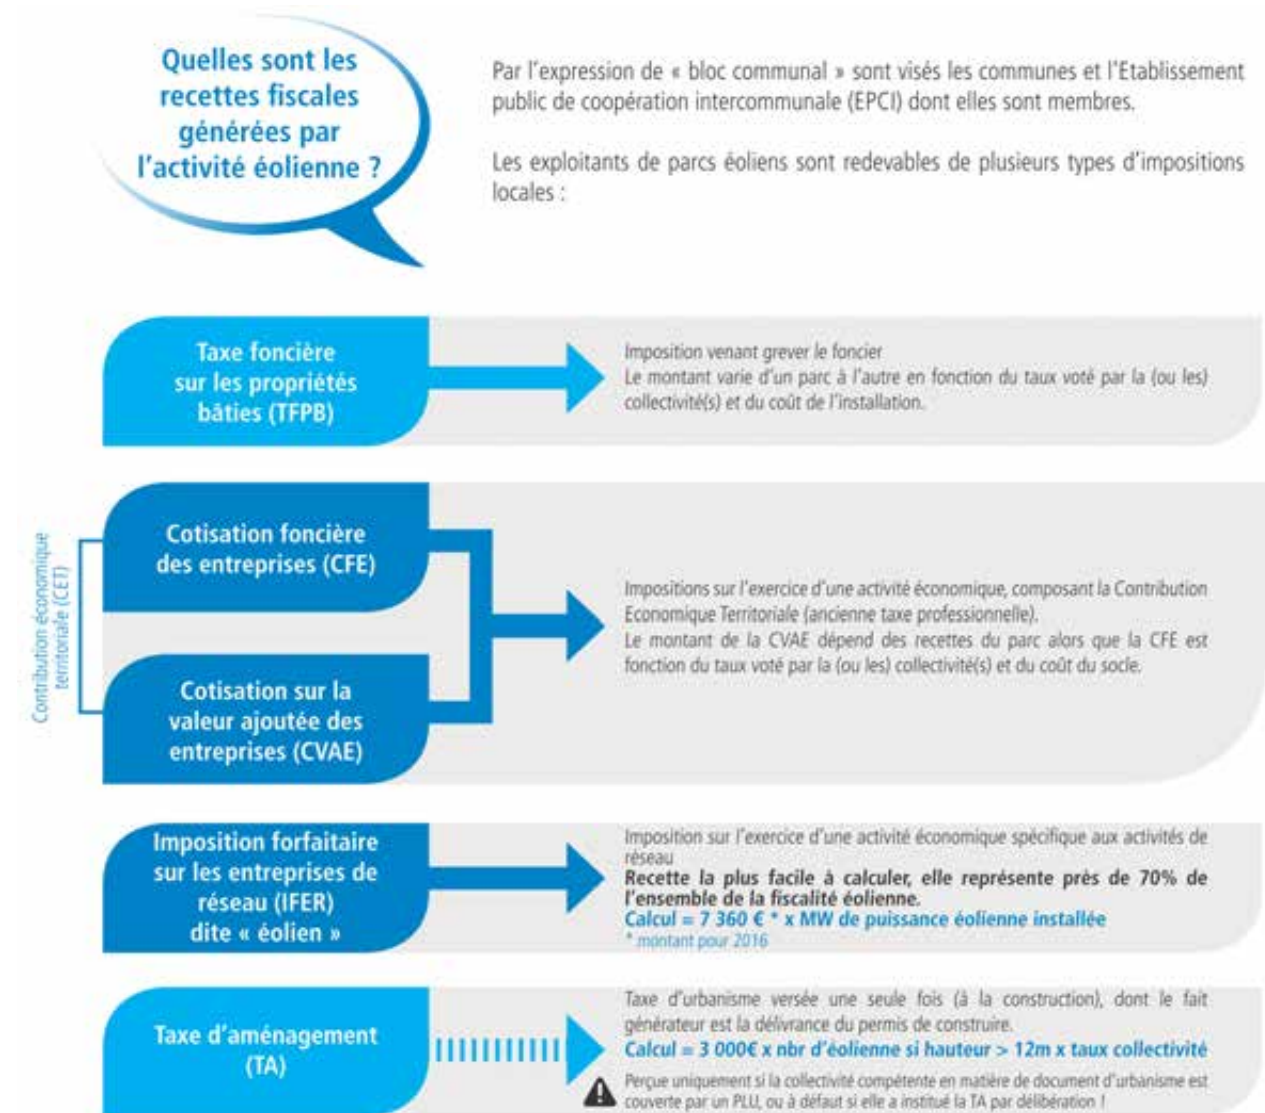 Quelles sont les
recettes fiscales
générées par
l'activité éolienne ?
Par l'expression de « bloc communal » sont visés les communes et l'Etablissement
public de coopération intercommunale (EPCI) dont elles sont membres.
Les exploitants de parcs éoliens sont redevables de plusieurs types d'impositions
locales :
Taxe foncière
sur les propriétés
bâties (TFPB)
Imposition venant grever le foncier
Le montant varie d'un parc à l'autre en fonction du taux voté par la (ou les)
collectivité(s) et du coût de l'installation.
Contribution économique
territoriale (CET)
Cotisation foncière
des entreprises (CFE)
Cotisation sur la
valeur ajoutée des
entreprises (CVAE)
Impositions sur l'exercice d'une activité économique, composant la Contribution
Economique Territoriale (ancienne taxe professionnelle).
Le montant de la CVAE dépend des recettes du parc alors que la CFE est
fonction du taux voté par la (ou les) collectivité(s) et du coût du socle.
Imposition forfaitaire
sur les entreprises de
réseau (IFER)
dite « éolien »
Imposition sur l'exercice d'une activité économique spécifique aux activités de
réseau
Recette la plus facile à calculer, elle représente près de 70% de
l'ensemble de la fiscalité éolienne.
Calcul = 7 360 € * x MW de puissance éolienne installée
* montant pour 2016
Taxe d'aménagement
(TA)
Taxe d'urbanisme versée une seule fois (à la construction), dont le fait
générateur est la délivrance du permis de construire.
Calcul = 3 000€ x nbr d'éolienne si hauteur > 12m x taux collectivité
Perçue uniquement si la collectivité compétente en matière de document d'urbanisme est
couverte par un PLU, ou à défaut si elle a institué la TA par délibération !